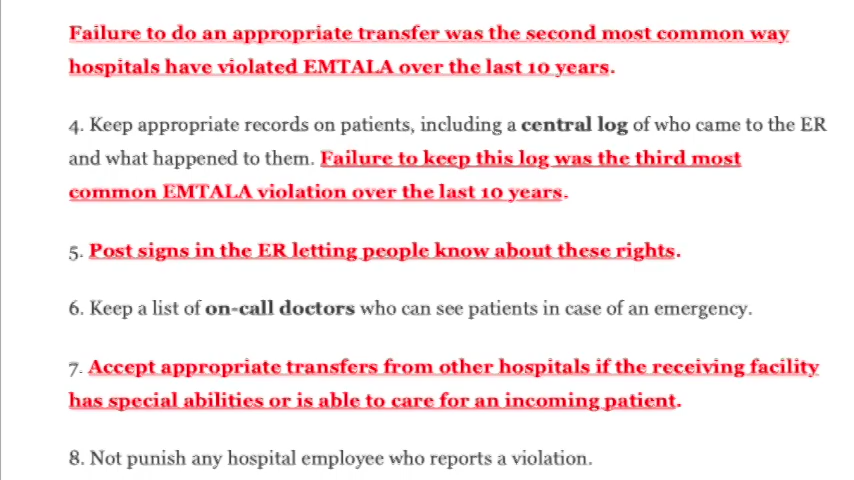 Failure to do an appropriate transfer was the second most common way
hospitals have violated EMTALA over the last 10 years.
4. Keep appropriate records on patients, including a central log of who came to the ER
and what happened to them. Failure to keep this log was the third most
common EMTALA violation over the last 10 years.
5. Post signs in the ER letting people know about these rights.
6. Keep a list of on-call doctors who can see patients in case of an emergency.
7. Accept appropriate transfers from other hospitals if the receiving facility
has special abilities or is able to care for an incoming patient.
8. Not punish any hospital employee who reports a violation.